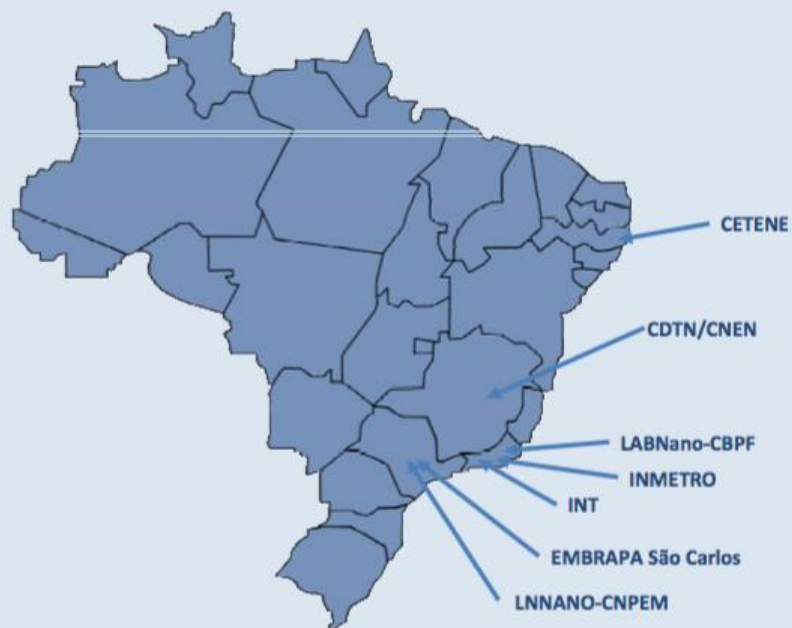 CETENE
CDTN/CNEN
LABNano-CBPF
INMETRO
INT
EMBRAPA São Carlos
LNNANO-CNPEM